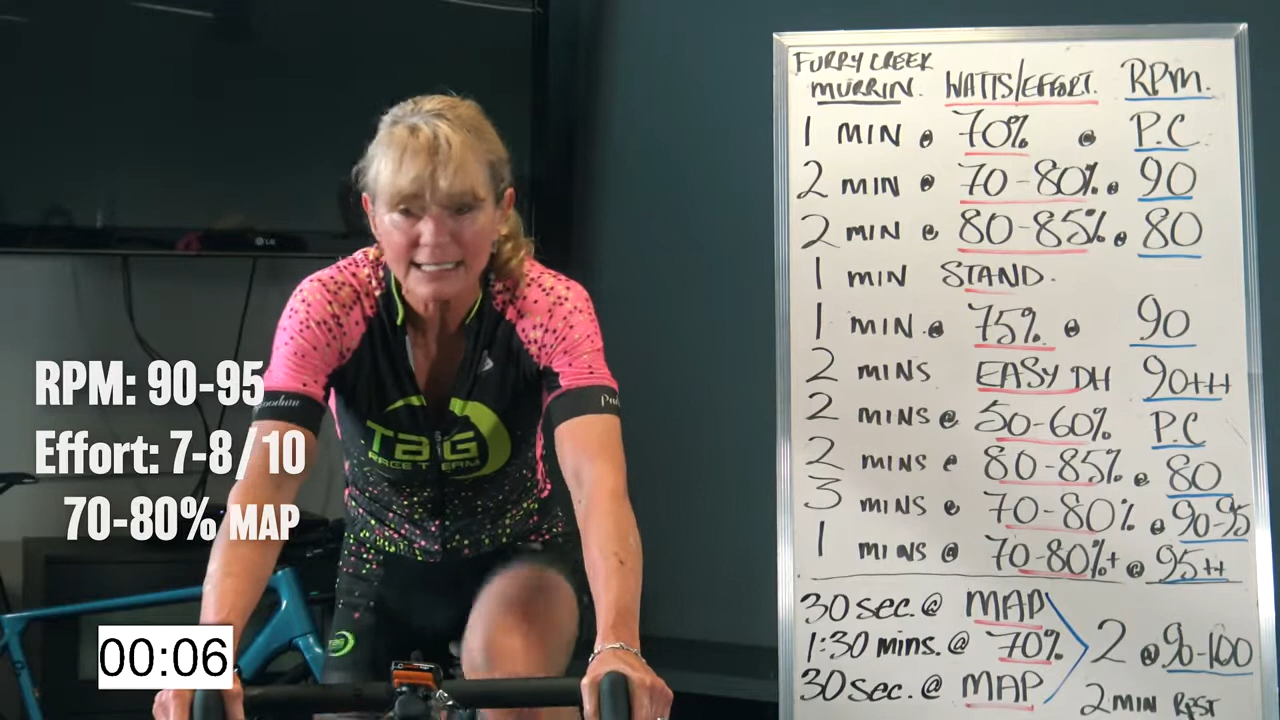 RPM: 90-95
Effort: 7-8/10
70-80% MAP
00:06
LG
TaG
RACE TEAM
TaG
FURRY CREEK
MURRIN. WATTS/EFFORT. RPM.
1 MIN @ 70% @ P.C
2 MIN @ 70-80% @ 90
2 MIN @ 80-85% @ 80
1 MIN STAND.
1 MIN @ 75% @ 90
2 MINS EASY DH 90+++
2 MINS @ 50-60% P.C
2 MINS @ 80-85% @ 80
3 MINS @ 70-80% @ 90-95
1 MINS @ 70-80%+ @ 95++
30 sec. @ MAP
1:30 mins. @ 70% 2 @ 90-100
30 sec. @ MAP
2 MIN REST